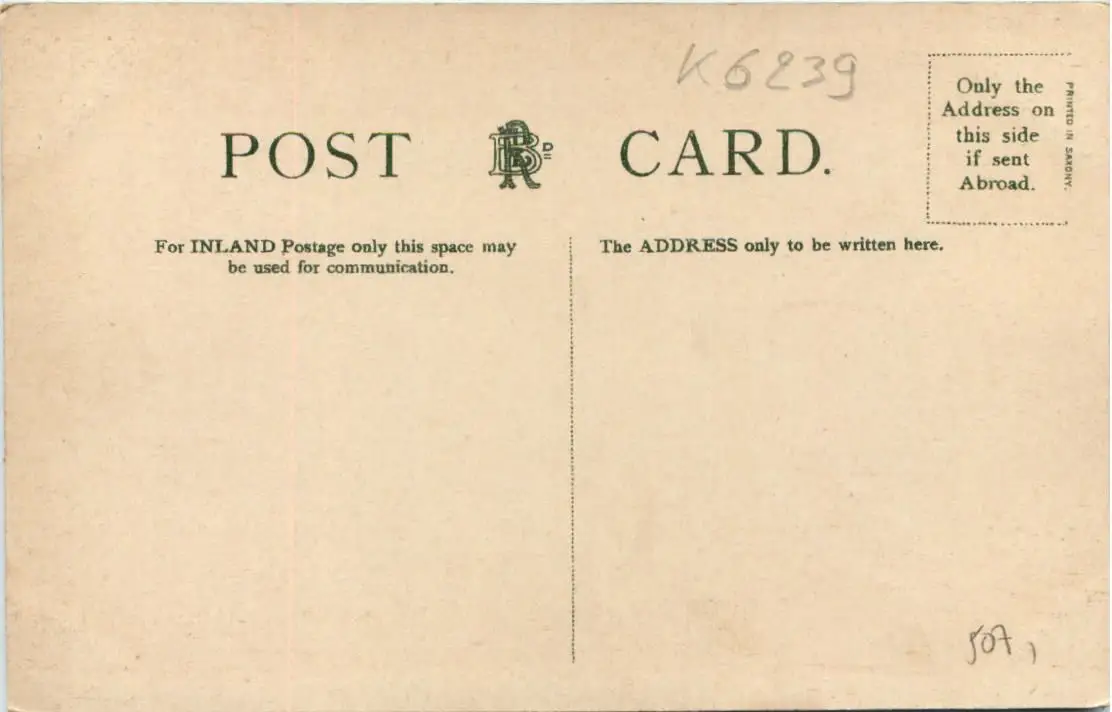 K6239
POST CARD.
Only the
Address on
this side
if sent
Abroad.
PRINTED IN SAXONY.
For INLAND Postage only this space may
be used for communication.
The ADDRESS only to be written here.
507,